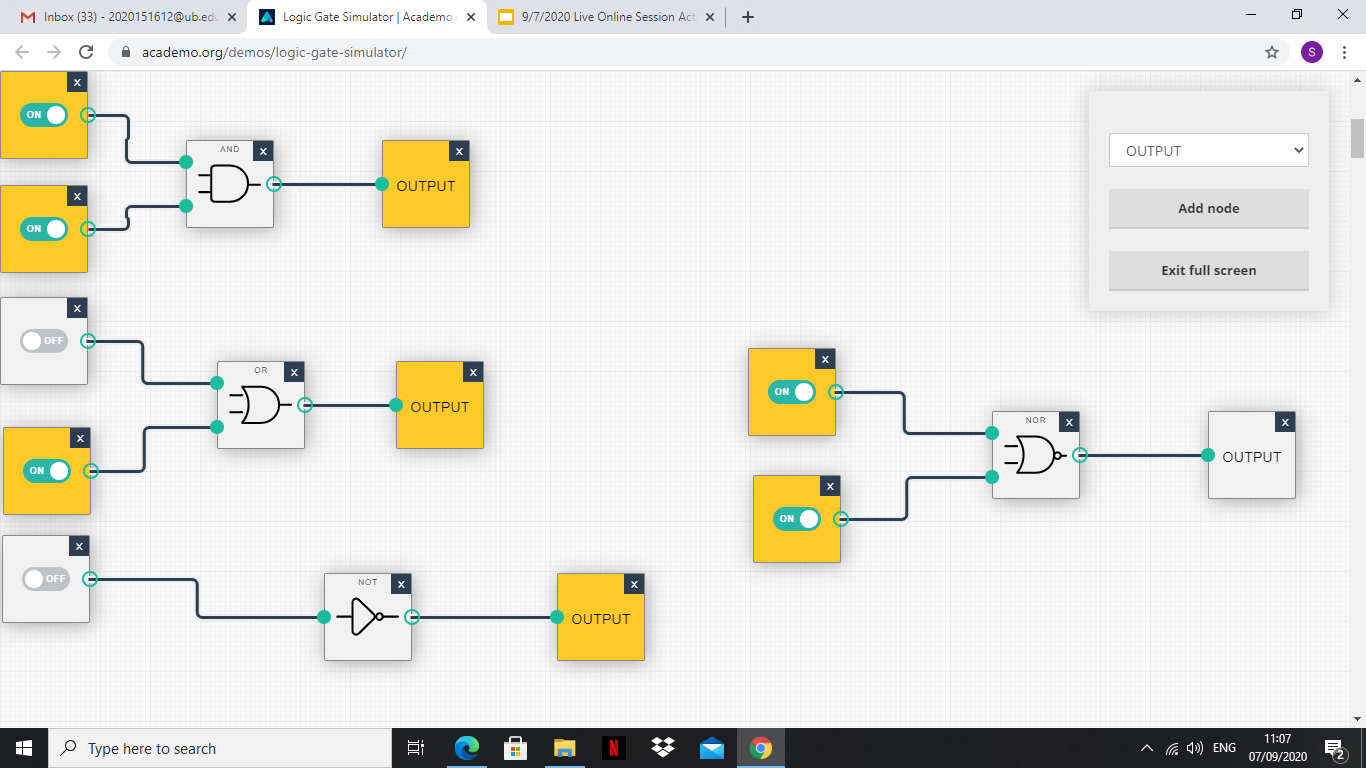 Inbox (33) - 2020151612@ub.edu
Logic Gate Simulator | Academo.o
9/7/2020 Live Online Session Act
academo.org/demos/logic-gate-simulator/
S
x
ON
x
ON
AND
x
x
OUTPUT
OUTPUT
Add node
Exit full screen
x
OFF
x
ON
OR
x
x
OUTPUT
x
ON
x
ON
NOR
x
x
OUTPUT
x
OFF
NOT
x
x
OUTPUT
Type here to search
N
ENG
11:07
07/09/2020
2